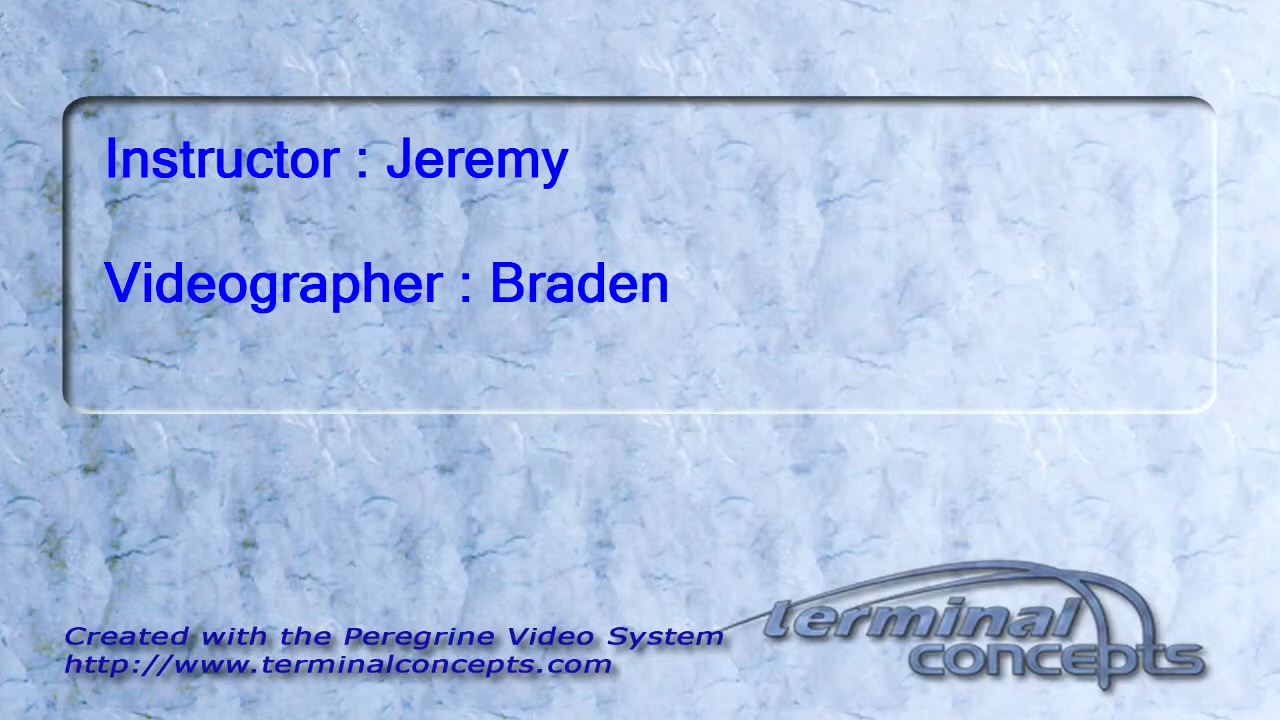 Instructor : Jeremy
Videographer : Braden
Created with the Peregrine Video System
http://www.terminalconcepts.com
terminal
concepts